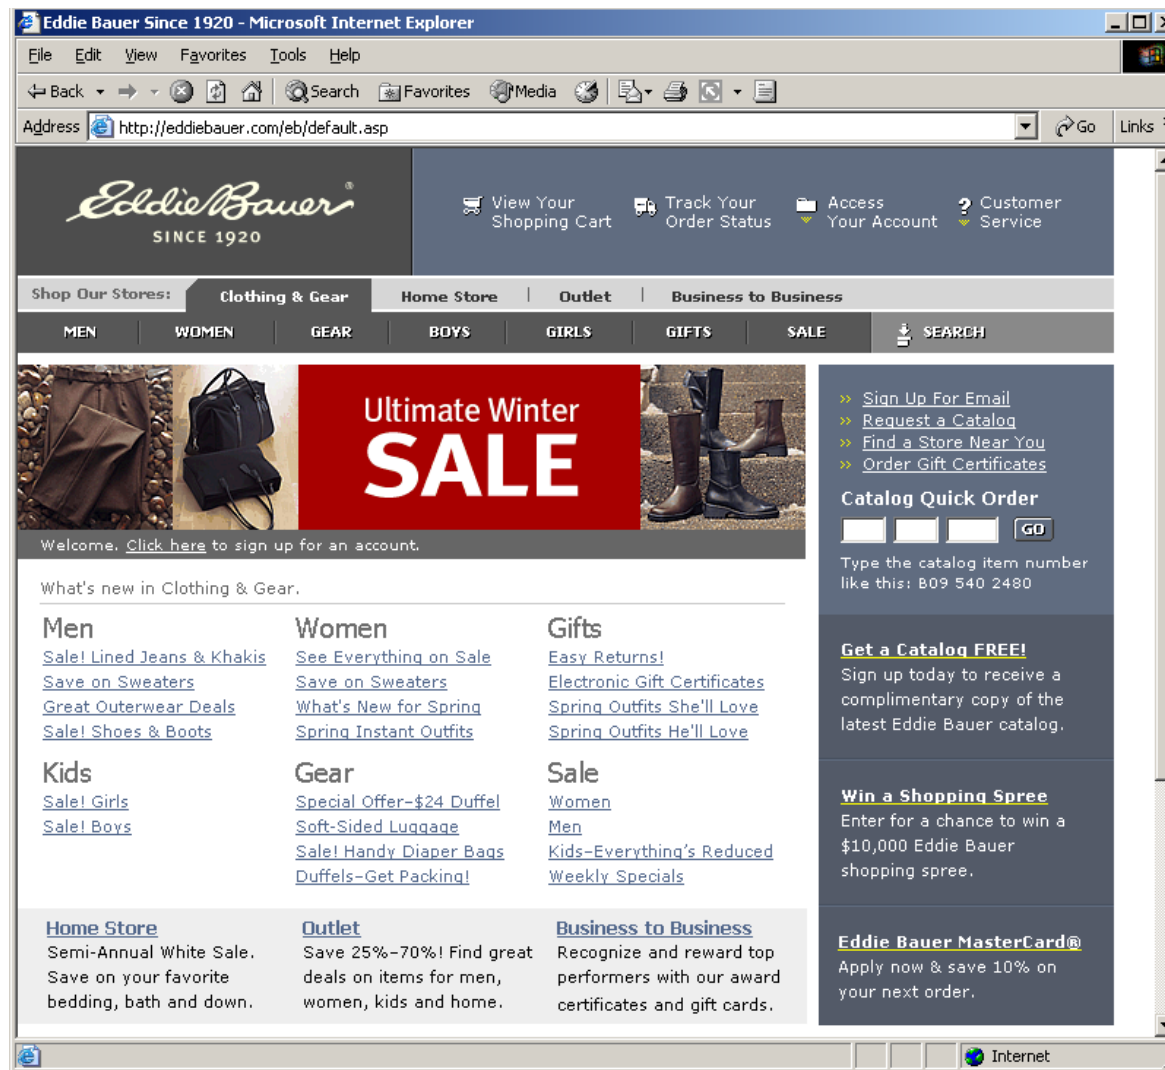 Eddie Bauer Since 1920 - Microsoft Internet Explorer
File Edit View Favorites Tools Help
Back Search Favorites Media
Address http://eddiebauer.com/eb/default.asp Go Links
Eddie Bauer®
SINCE 1920
View Your
Shopping Cart
Track Your
Order Status
Access
Your Account
Customer
Service
Shop Our Stores: Clothing & Gear Home Store | Outlet | Business to Business
MEN WOMEN GEAR BOYS GIRLS GIFTS SALE SEARCH
Ultimate Winter
SALE
Welcome. Click here to sign up for an account.
What's new in Clothing & Gear.
Men
Sale! Lined Jeans & Khakis
Save on Sweaters
Great Outerwear Deals
Sale! Shoes & Boots
Women
See Everything on Sale
Save on Sweaters
What's New for Spring
Spring Instant Outfits
Gifts
Easy Returns!
Electronic Gift Certificates
Spring Outfits She'll Love
Spring Outfits He'll Love
Kids
Sale! Girls
Sale! Boys
Gear
Special Offer–$24 Duffel
Soft-Sided Luggage
Sale! Handy Diaper Bags
Duffels–Get Packing!
Sale
Women
Men
Kids–Everything's Reduced
Weekly Specials
Home Store
Semi-Annual White Sale.
Save on your favorite
bedding, bath and down.
Outlet
Save 25%–70%! Find great
deals on items for men,
women, kids and home.
Business to Business
Recognize and reward top
performers with our award
certificates and gift cards.
» Sign Up For Email
» Request a Catalog
» Find a Store Near You
» Order Gift Certificates
Catalog Quick Order
GO
Type the catalog item number
like this: B09 540 2480
Get a Catalog FREE!
Sign up today to receive a
complimentary copy of the
latest Eddie Bauer catalog.
Win a Shopping Spree
Enter for a chance to win a
$10,000 Eddie Bauer
shopping spree.
Eddie Bauer MasterCard®
Apply now & save 10% on
your next order.
Internet